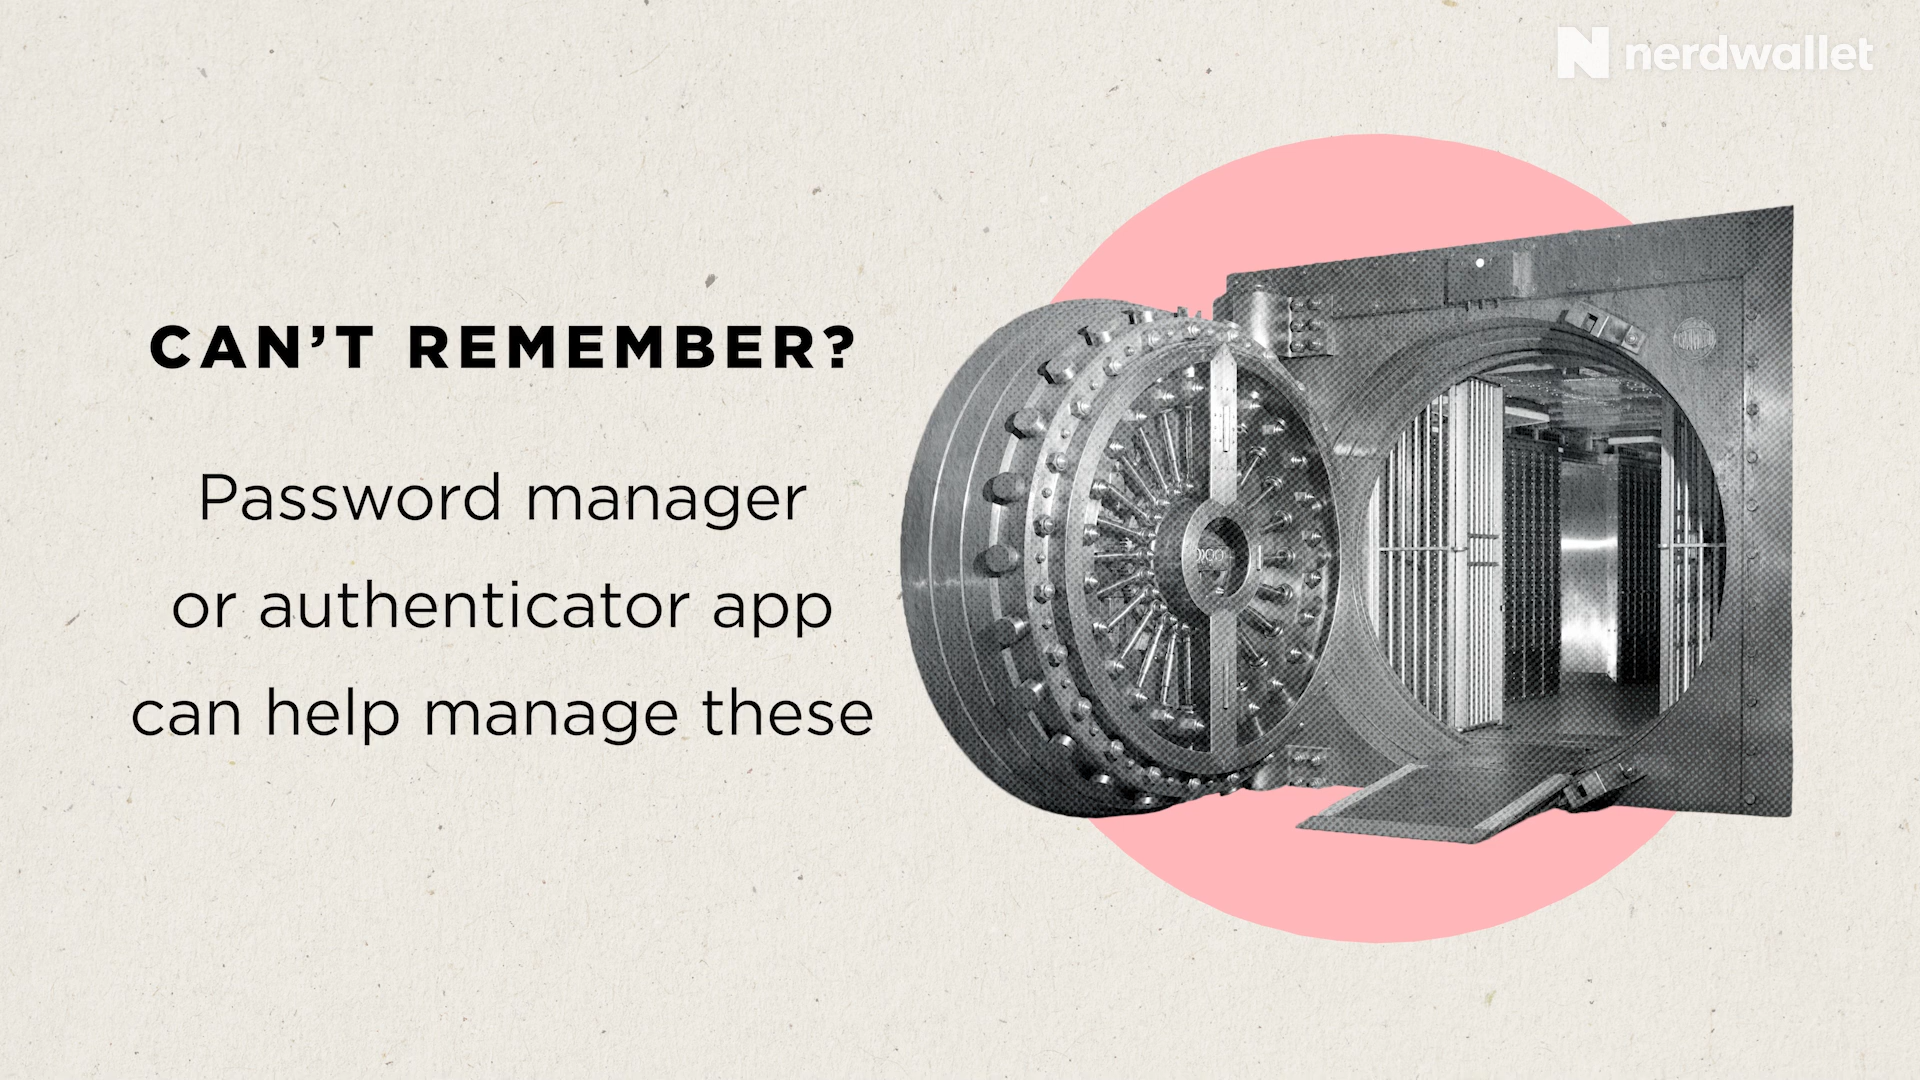 nerdwallet
CAN’T REMEMBER?
Password manager
or authenticator app
can help manage these